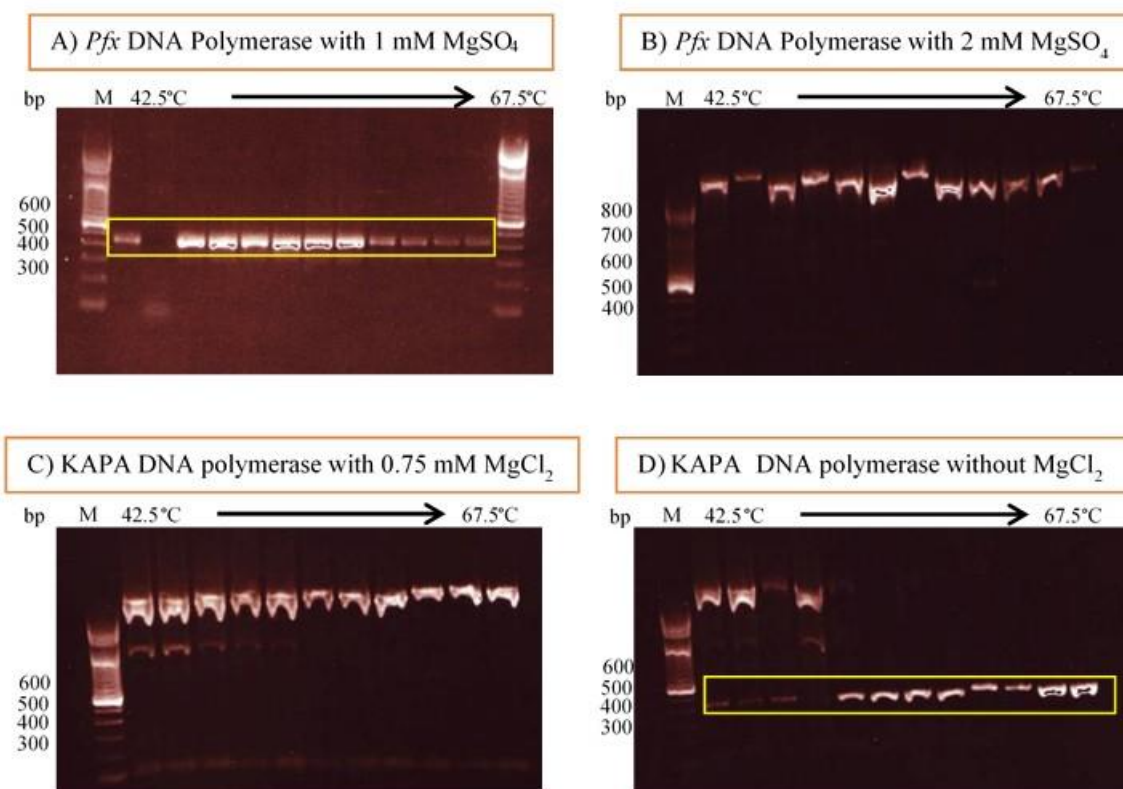 A) Pfx DNA Polymerase with 1 mM MgSO₄
bp M 42.5°C 67.5°C
600
500
400
300
B) Pfx DNA Polymerase with 2 mM MgSO₄
bp M 42.5°C 67.5°C
800
700
600
500
400
C) KAPA DNA polymerase with 0.75 mM MgCl₂
bp M 42.5°C 67.5°C
600
500
400
300
D) KAPA DNA polymerase without MgCl₂
bp M 42.5°C 67.5°C
600
500
400
300